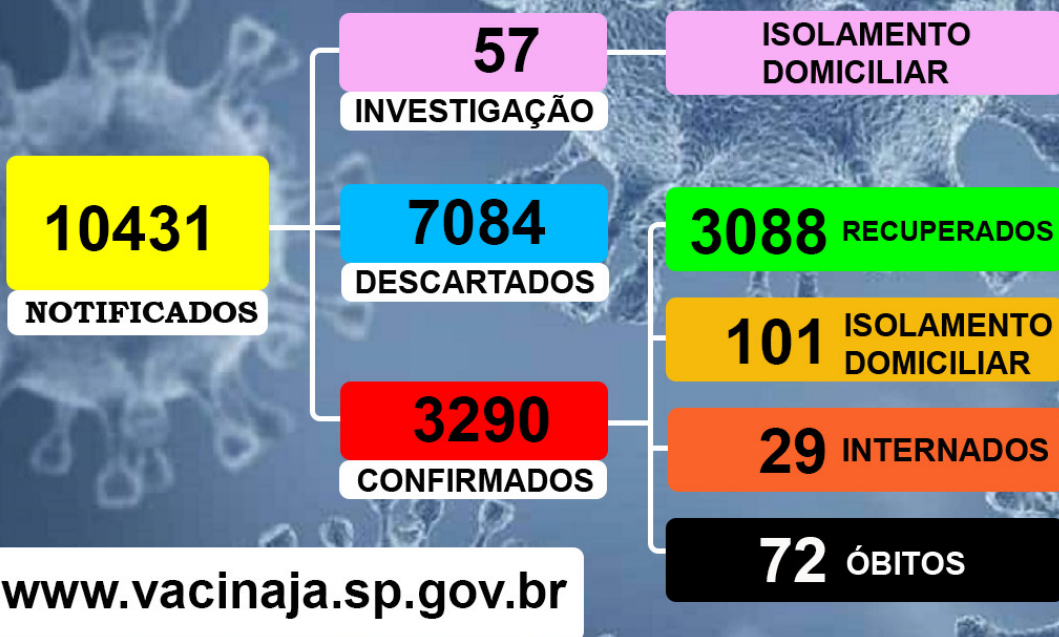 10431
NOTIFICADOS
57
INVESTIGAÇÃO
ISOLAMENTO
DOMICILIAR
7084
DESCARTADOS
3290
CONFIRMADOS
3088 RECUPERADOS
101 ISOLAMENTO
DOMICILIAR
29 INTERNADOS
72 ÓBITOS
www.vacinaja.sp.gov.br